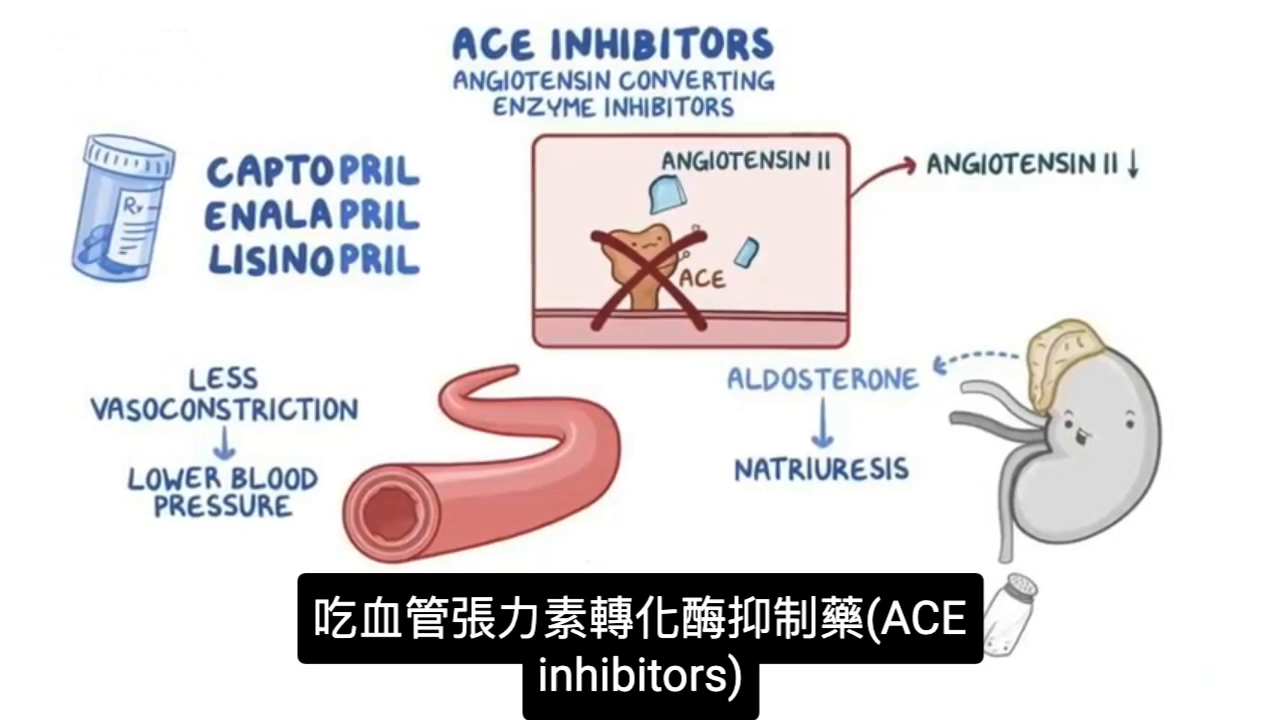 ACE INHIBITORS
ANGIOTENSIN CONVERTING
ENZYME INHIBITORS
CAPTOPRIL
ENALAPRIL
LISINOPRIL
Rx
ANGIOTENSIN II
ACE
ANGIOTENSIN II ↓
LESS
VASOCONSTRICTION
↓
LOWER BLOOD
PRESSURE
ALDOSTERONE
↓
NATRIURESIS
吃血管張力素轉化酶抑制藥(ACE
inhibitors)